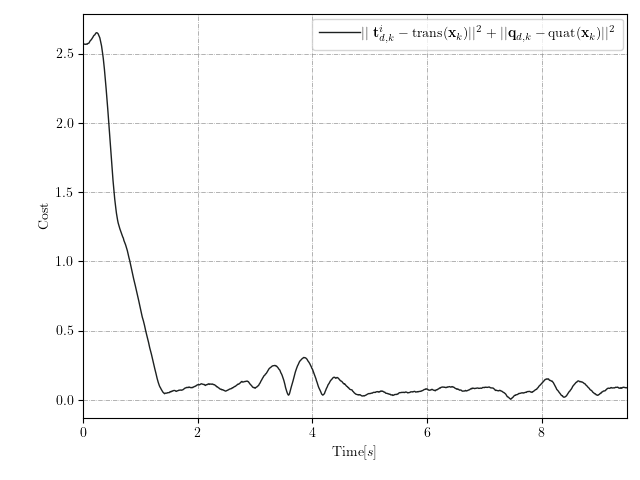 || t^i_{d,k} − trans(x_k)||^2 + ||q_{d,k} − quat(x_k)||^2
2.5
2.0
1.5
1.0
0.5
0.0
Cost
0 2 4 6 8
Time[s]